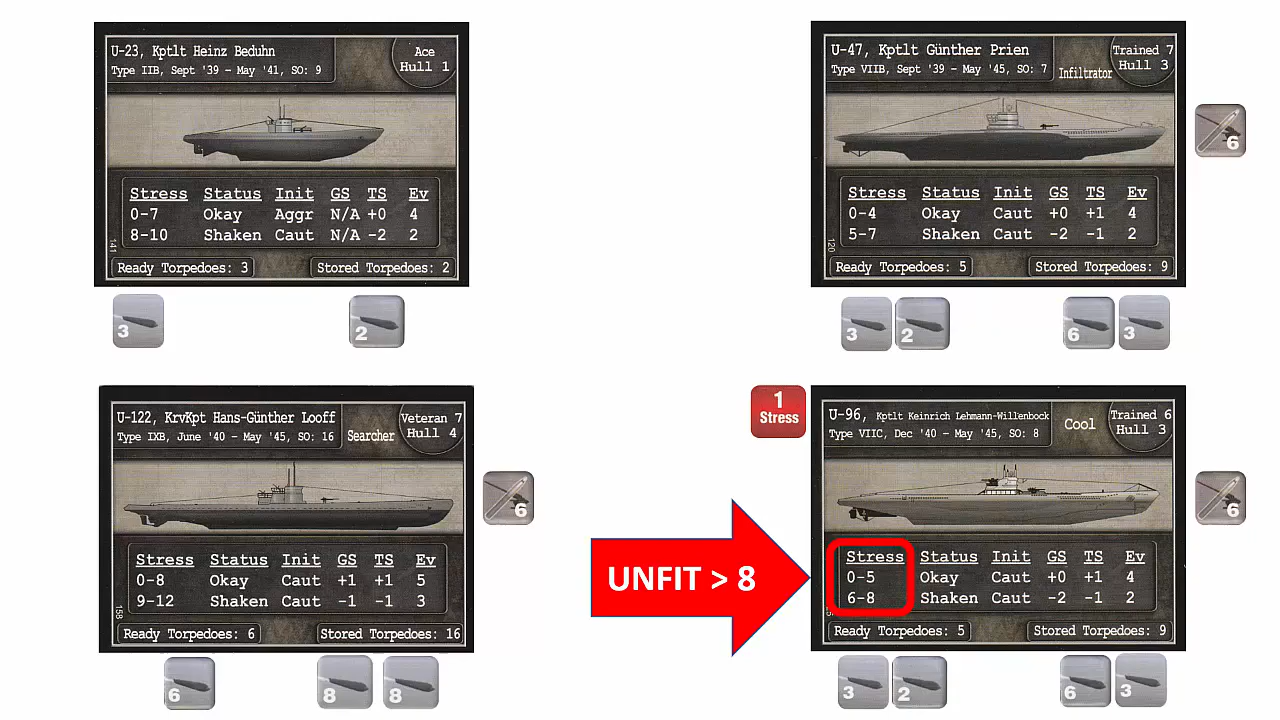 U-23, Kptlt Heinz Beduhn
Type IIB, Sept '39 – May '41, SO: 9
Ace
Hull 1
Stress Status Init GS TS Ev
0-7 Okay Aggr N/A +0 4
8-10 Shaken Caut N/A -2 2
141
Ready Torpedoes: 3
Stored Torpedoes: 2
3
2
U-47, Kptlt Günther Prien
Type VIIB, Sept '39 – May '45, SO: 7
Infiltrator
Trained 7
Hull 3
6
Stress Status Init GS TS Ev
0-4 Okay Caut +0 +1 4
5-7 Shaken Caut -2 -1 2
120
Ready Torpedoes: 5
Stored Torpedoes: 9
3
2
6
3
U-122, KrvKpt Hans-Günther Looff
Type IXB, June '40 – May '45, SO: 16
Searcher
Veteran 7
Hull 4
6
Stress Status Init GS TS Ev
0-8 Okay Caut +1 +1 5
9-12 Shaken Caut -1 -1 3
158
Ready Torpedoes: 6
Stored Torpedoes: 16
6
8
8
1
Stress
UNFIT > 8
U-96, Kptlt Keinrich Lehmann-Willenbock
Type VIIC, Dec '40 – May '45, SO: 8
Cool
Trained 6
Hull 3
6
Stress Status Init GS TS Ev
0-5 Okay Caut +0 +1 4
6-8 Shaken Caut -2 -1 2
Ready Torpedoes: 5
Stored Torpedoes: 9
3
2
6
3